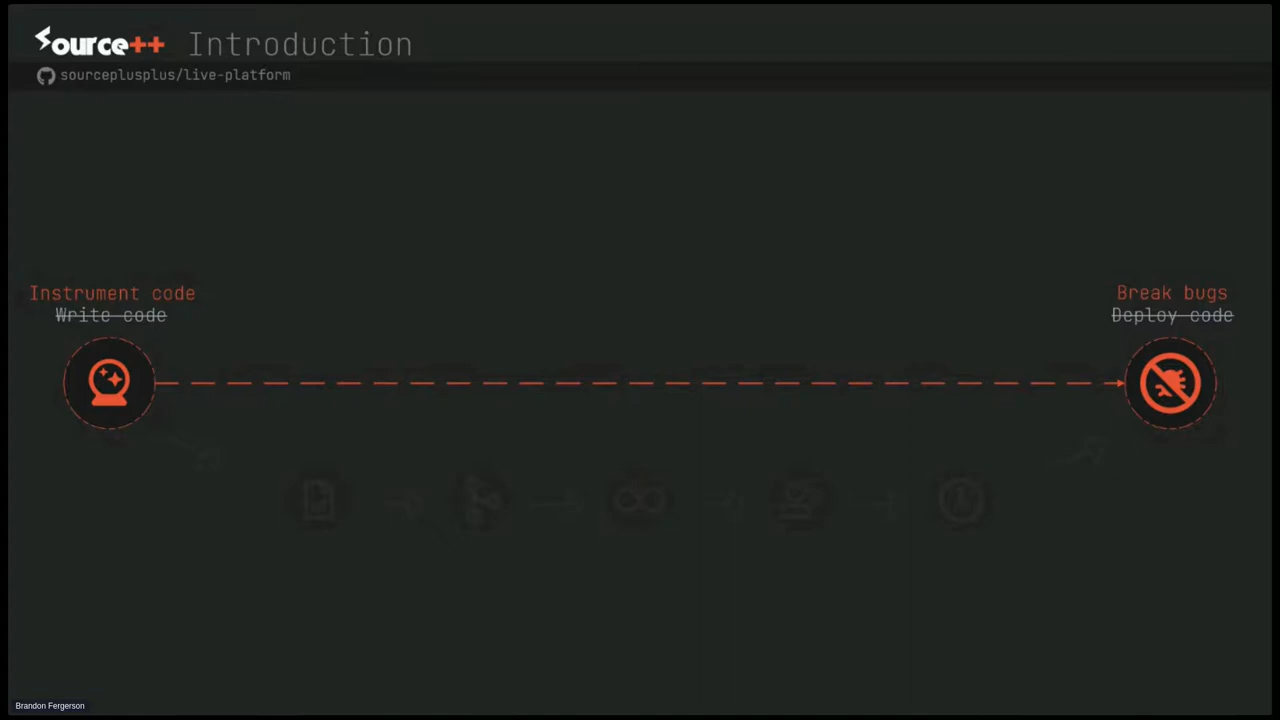 Source++ Introduction
sourceplusplus/live-platform
Instrument code
Write code
Break bugs
Deploy code
Brandon Fergerson